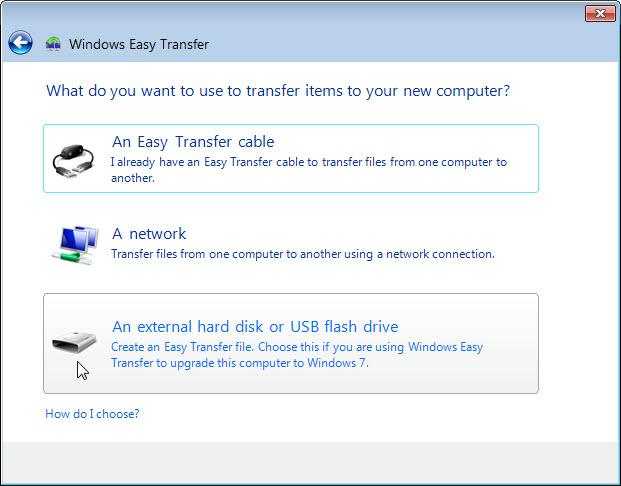 Windows Easy Transfer
What do you want to use to transfer items to your new computer?
An Easy Transfer cable
I already have an Easy Transfer cable to transfer files from one computer to
another.
A network
Transfer files from one computer to another using a network connection.
An external hard disk or USB flash drive
Create an Easy Transfer file. Choose this if you are using Windows Easy
Transfer to upgrade this computer to Windows 7.
How do I choose?